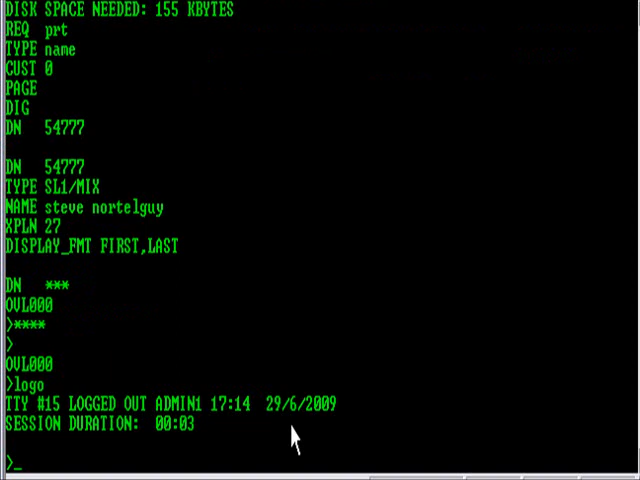 DISK SPACE NEEDED: 155 KBYTES
REQ  prt
TYPE name
CUST 0
PAGE
DIG
DN   54777
DN   54777
TYPE SL1/MIX
NAME steve nortelguy
XPLN 27
DISPLAY_FMT FIRST,LAST
DN   ***
OVL000
>****
>
OVL000
>logo
TTY #15 LOGGED OUT ADMIN1 17:14  29/6/2009
SESSION DURATION:  00:03
>_